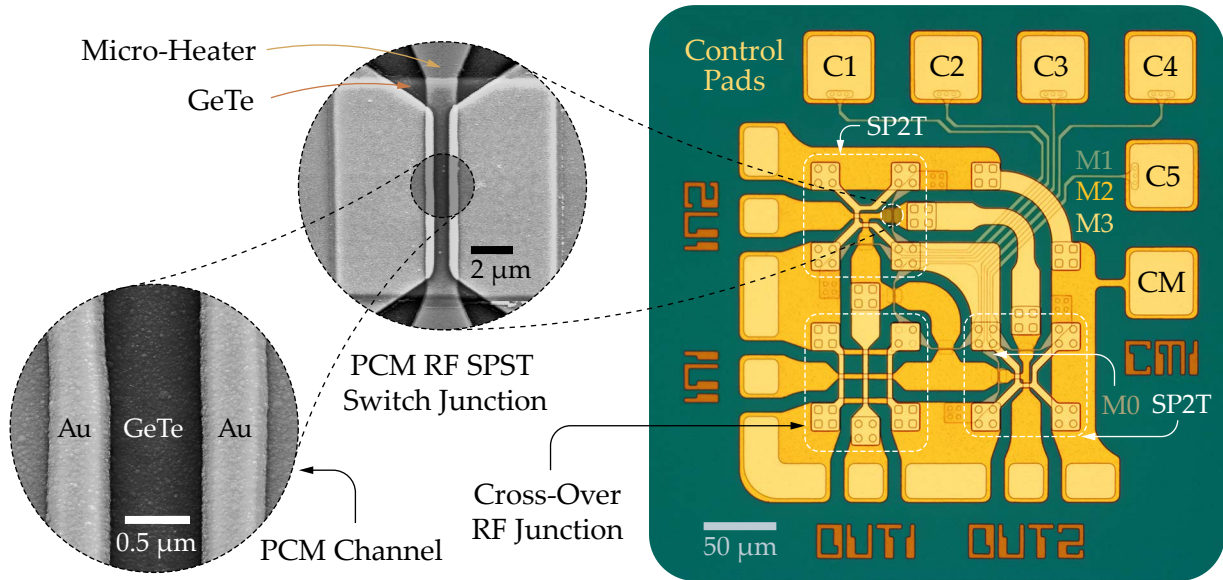 Micro-Heater
GeTe
2 µm
PCM RF SPST
Switch Junction
Au
GeTe
Au
0.5 µm
PCM Channel
Cross-Over
RF Junction
Control
Pads
C1
C2
C3
C4
SP2T
M1
M2
M3
C5
CM
IN2
IN1
CM1
M0
SP2T
50 µm
OUT1
OUT2